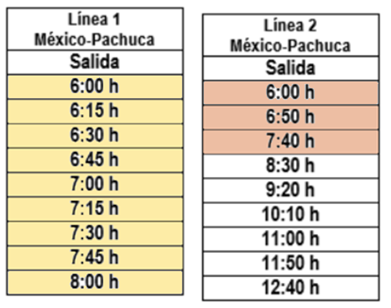 Línea 1
México-Pachuca
Salida
6:00 h
6:15 h
6:30 h
6:45 h
7:00 h
7:15 h
7:30 h
7:45 h
8:00 h
Línea 2
México-Pachuca
Salida
6:00 h
6:50 h
7:40 h
8:30 h
9:20 h
10:10 h
11:00 h
11:50 h
12:40 h